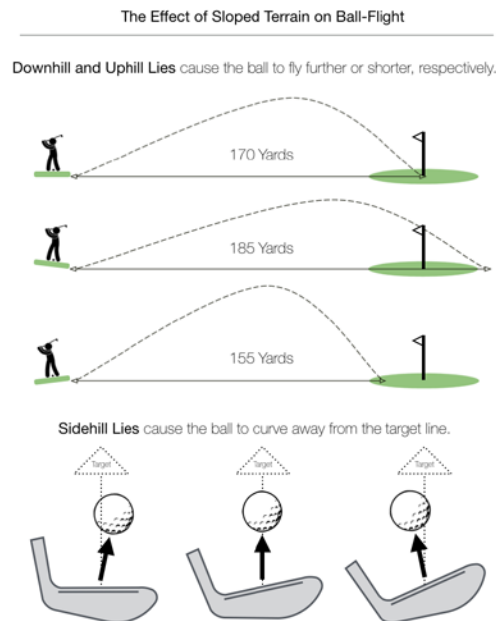 The Effect of Sloped Terrain on Ball-Flight
Downhill and Uphill Lies cause the ball to fly further or shorter, respectively.
170 Yards
185 Yards
155 Yards
Sidehill Lies cause the ball to curve away from the target line.
Target
Target
Target